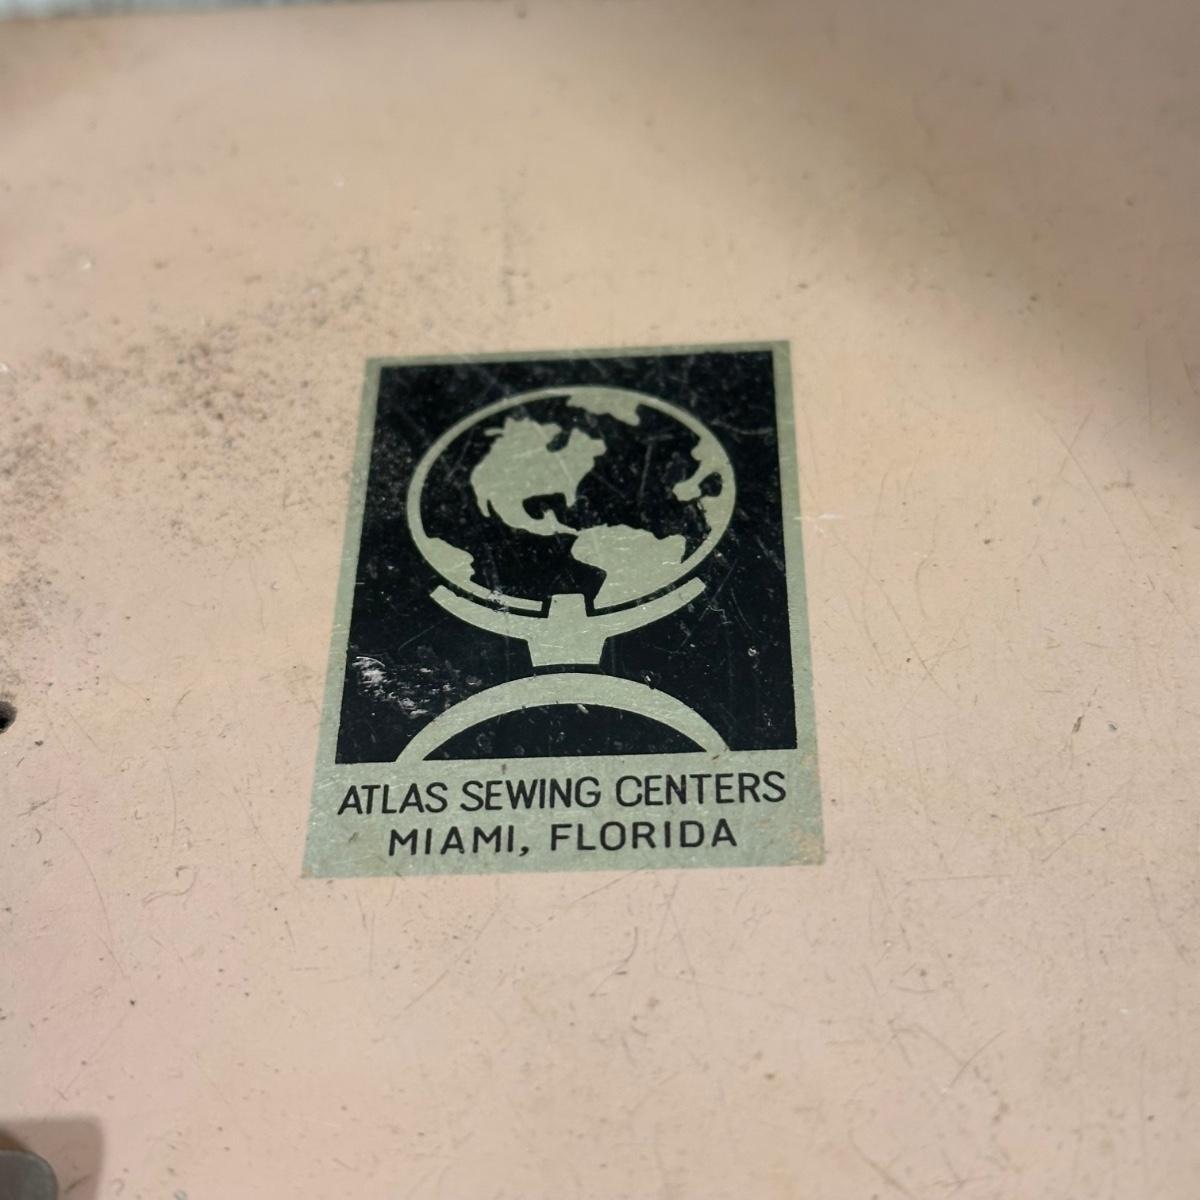 ATLAS SEWING CENTERS
MIAMI, FLORIDA